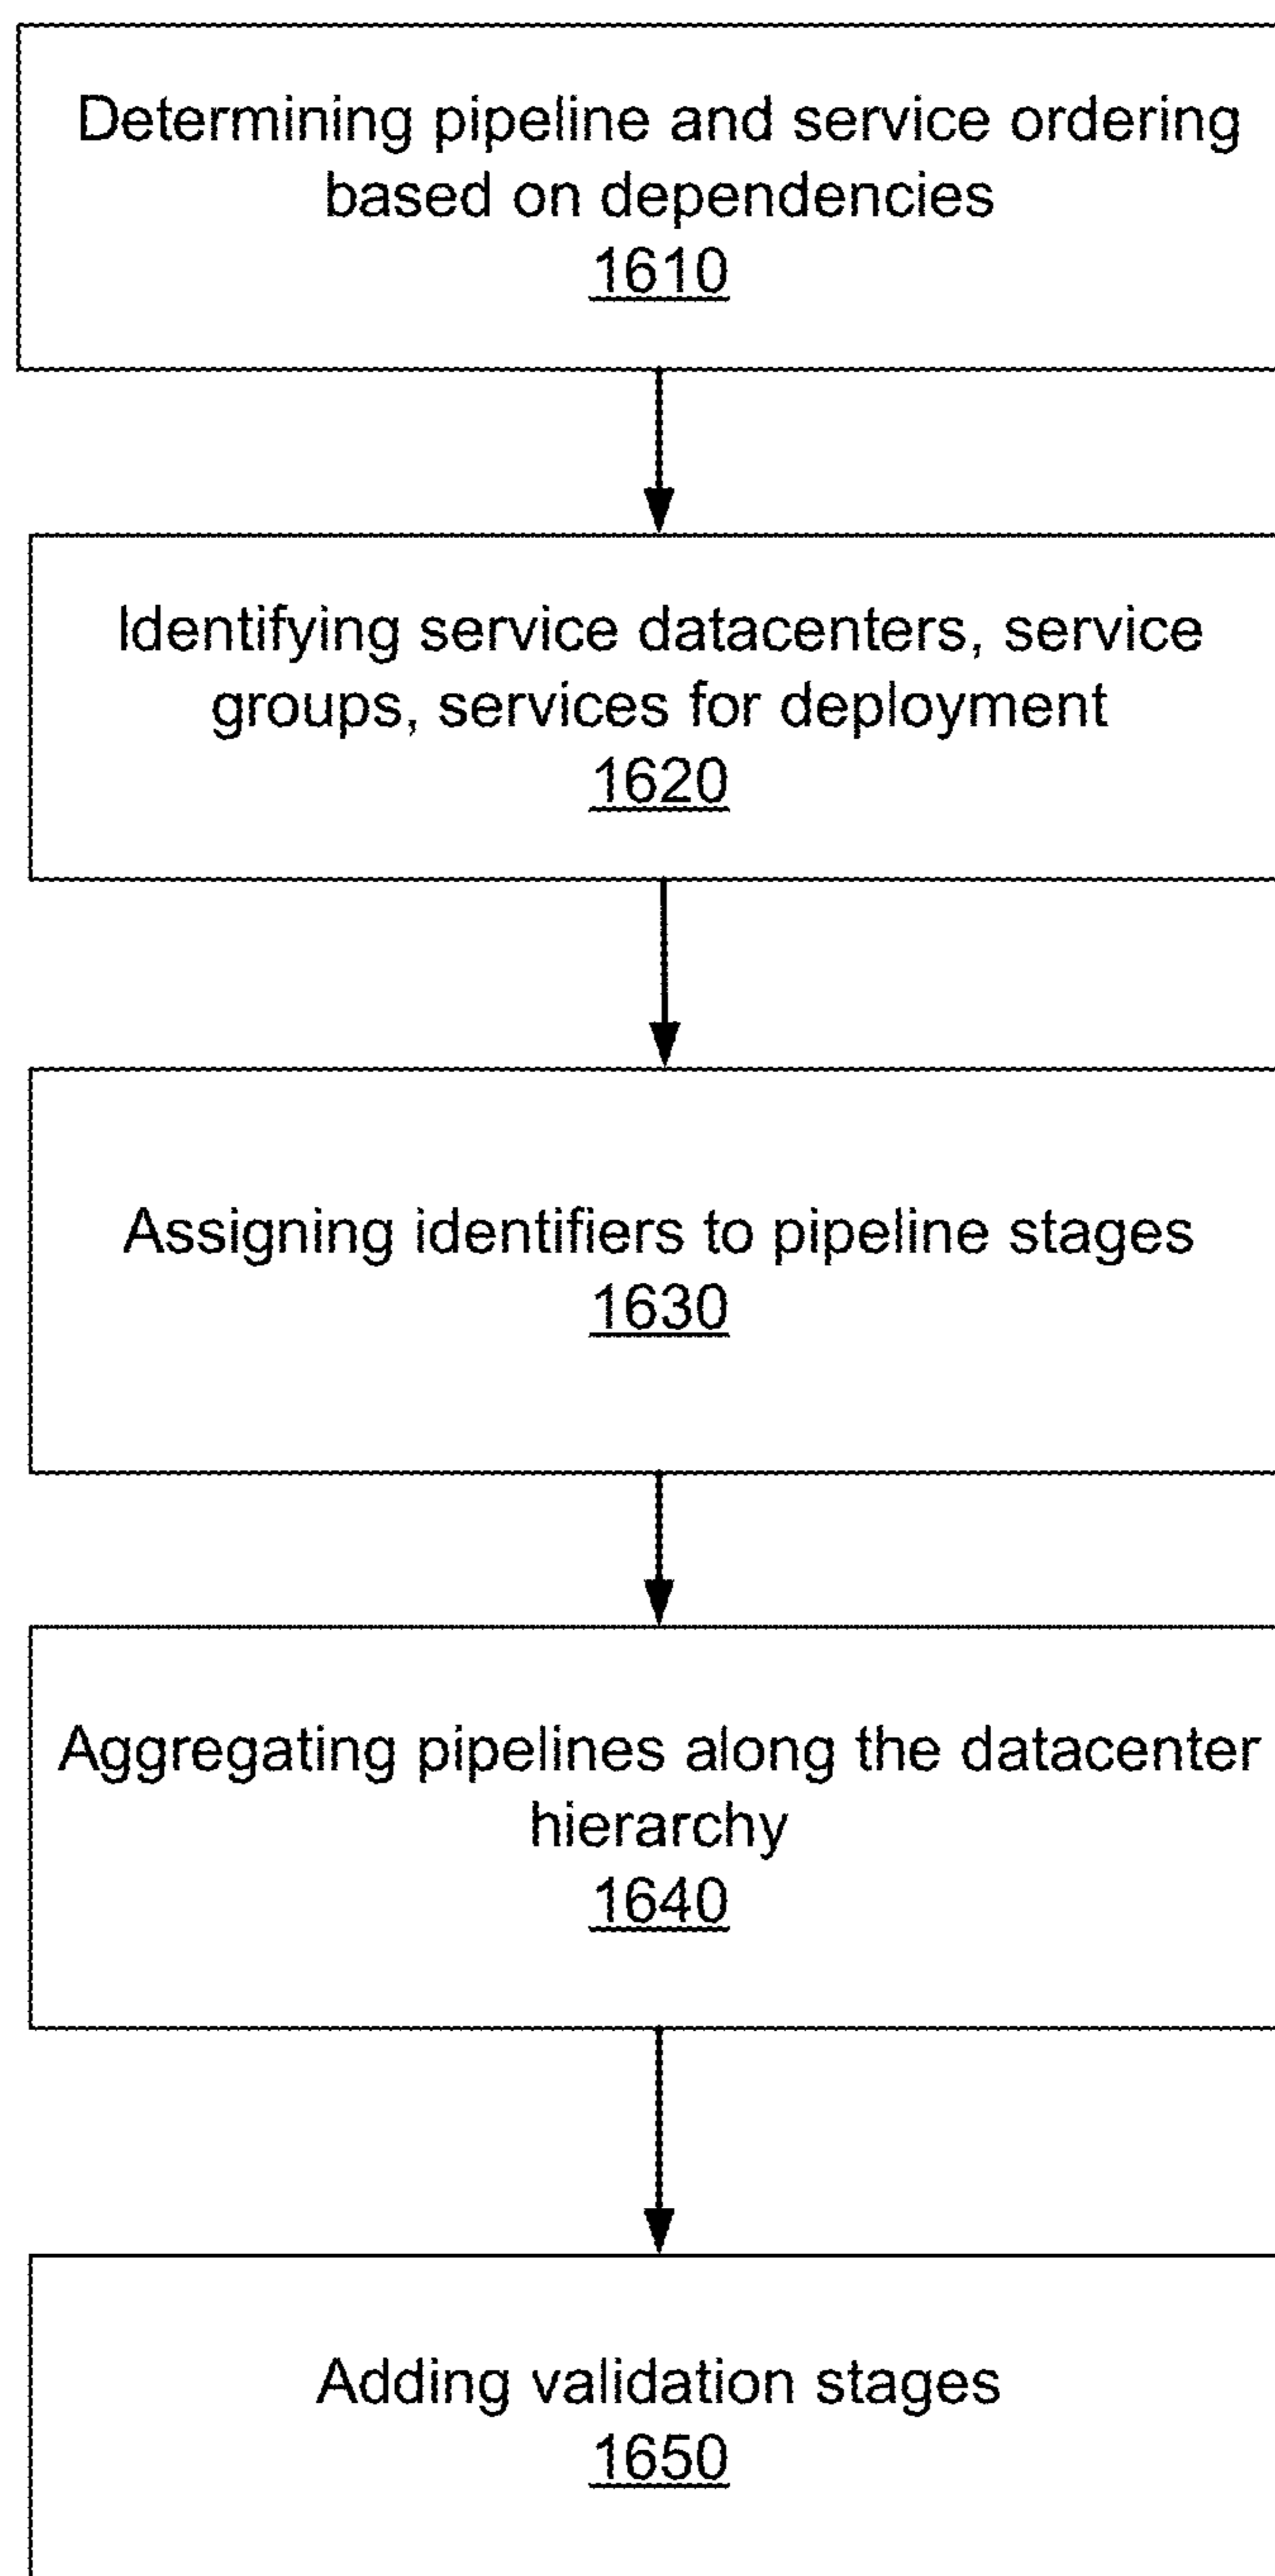 Determining pipeline and service ordering
based on dependencies
1610
Identifying service datacenters, service
groups, services for deployment
1620
Assigning identifiers to pipeline stages
1630
Aggregating pipelines along the datacenter
hierarchy
1640
Adding validation stages
1650